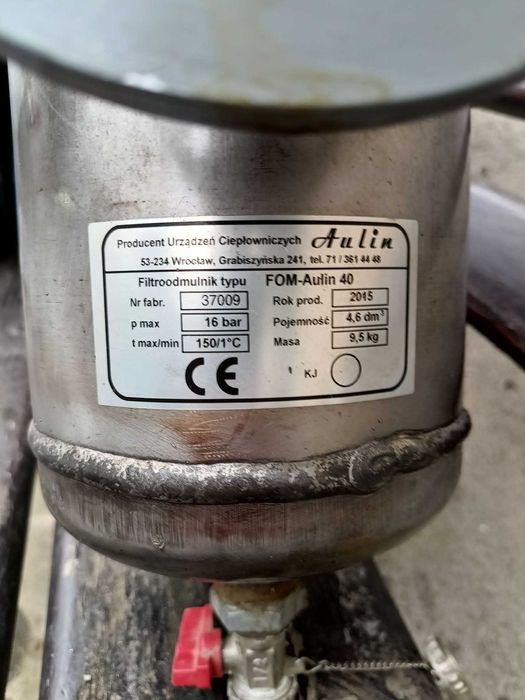 Producent Urządzeń Ciepłowniczych Aulin
53-234 Wrocław, Grabiszyńska 241, tel. 71 / 361 44 48
Filtroodmulnik typu FOM-Aulin 40
Nr fabr. 37009 Rok prod. 2015
p max 16 bar Pojemność 4,6 dm³
t max/min 150/1°C Masa 9,5 kg
CE KJ
1/2